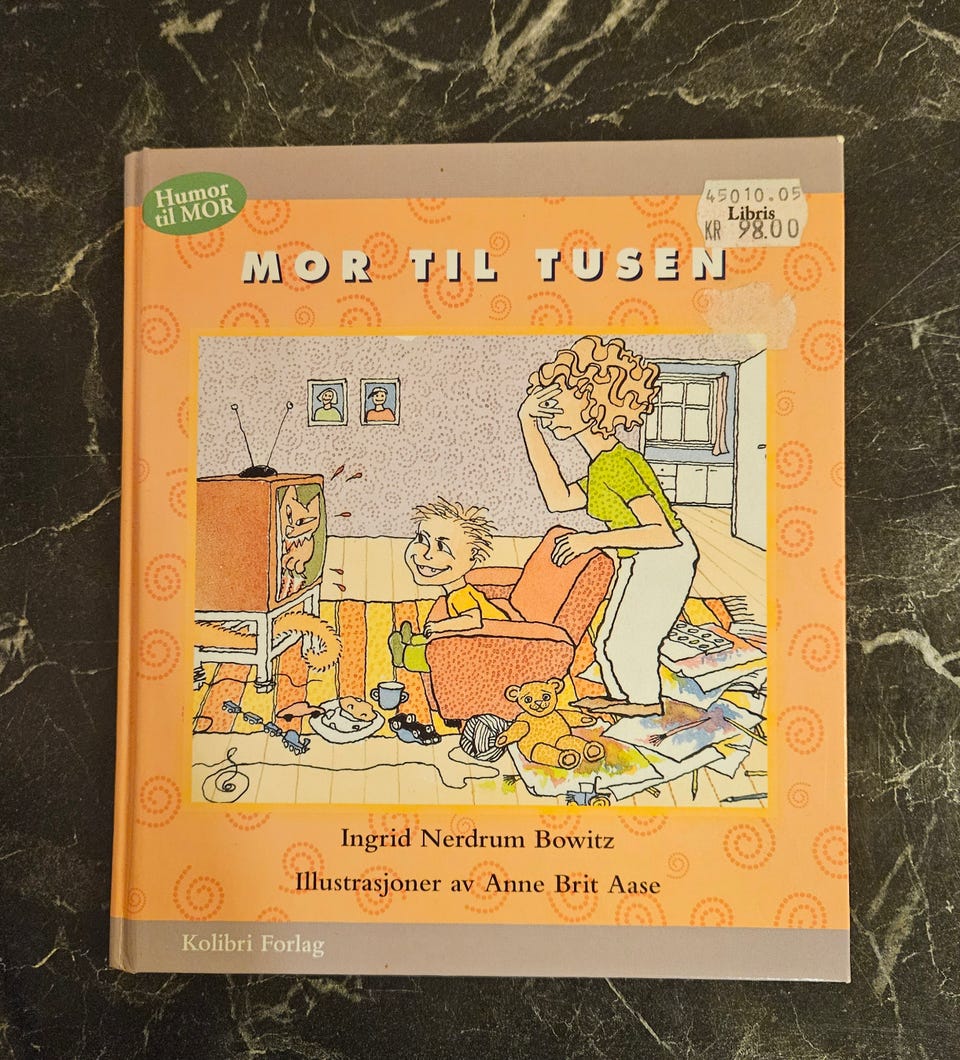 Humor
til MOR
45010.05
Libris
KR 98.00
MOR TIL TUSEN
Ingrid Nerdrum Bowitz
Illustrasjoner av Anne Brit Aase
Kolibri Forlag